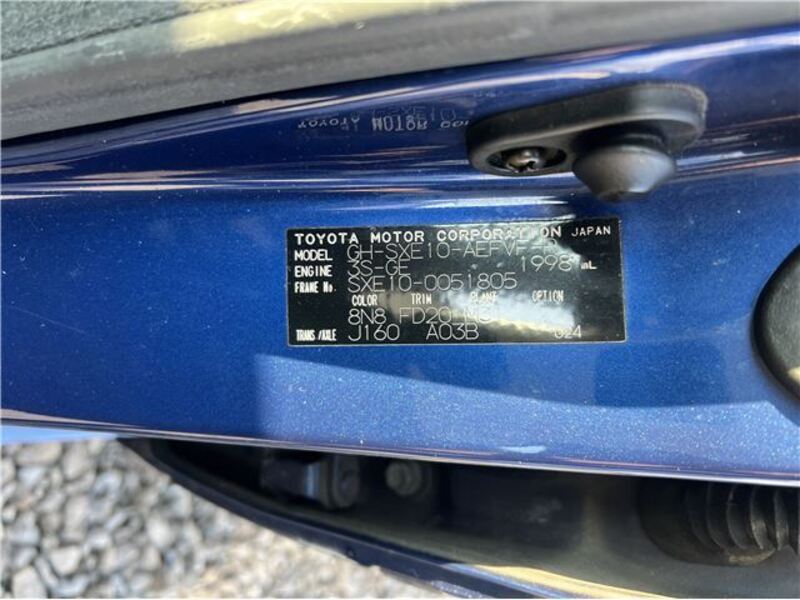 TOYOTA MOTOR CORPORATION JAPAN
MODEL GH-SXE10-AEFVF
ENGINE 3S-GE 1998 mL
FRAME No. SXE10-0051805
COLOR TRIM PLANT OPTION
8N8 FD20
TRANS/AXLE J160 A03B 024